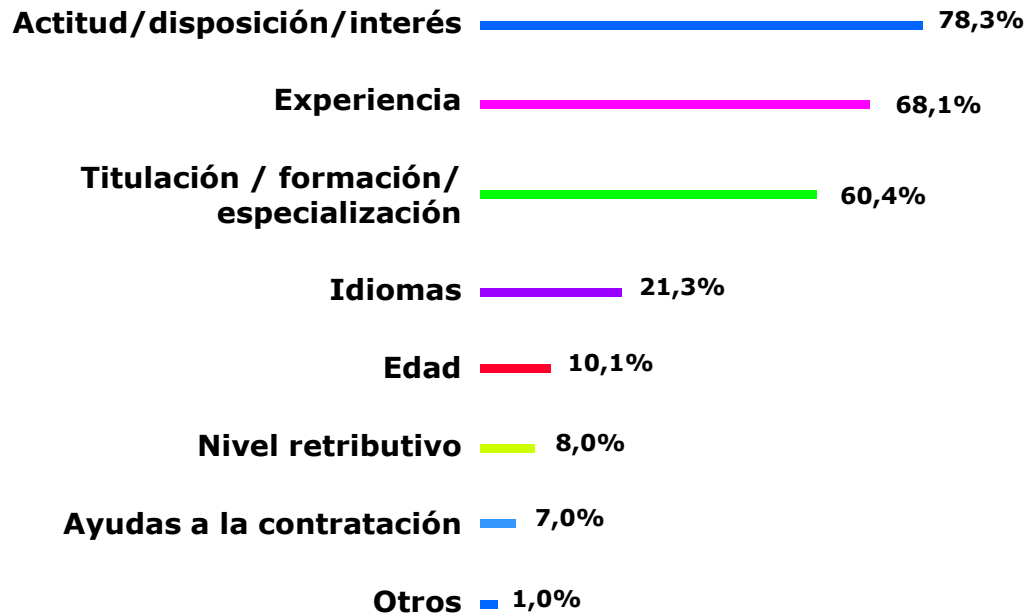 Actitud/disposición/interés 78,3%
Experiencia 68,1%
Titulación / formación/
especialización 60,4%
Idiomas 21,3%
Edad 10,1%
Nivel retributivo 8,0%
Ayudas a la contratación 7,0%
Otros 1,0%